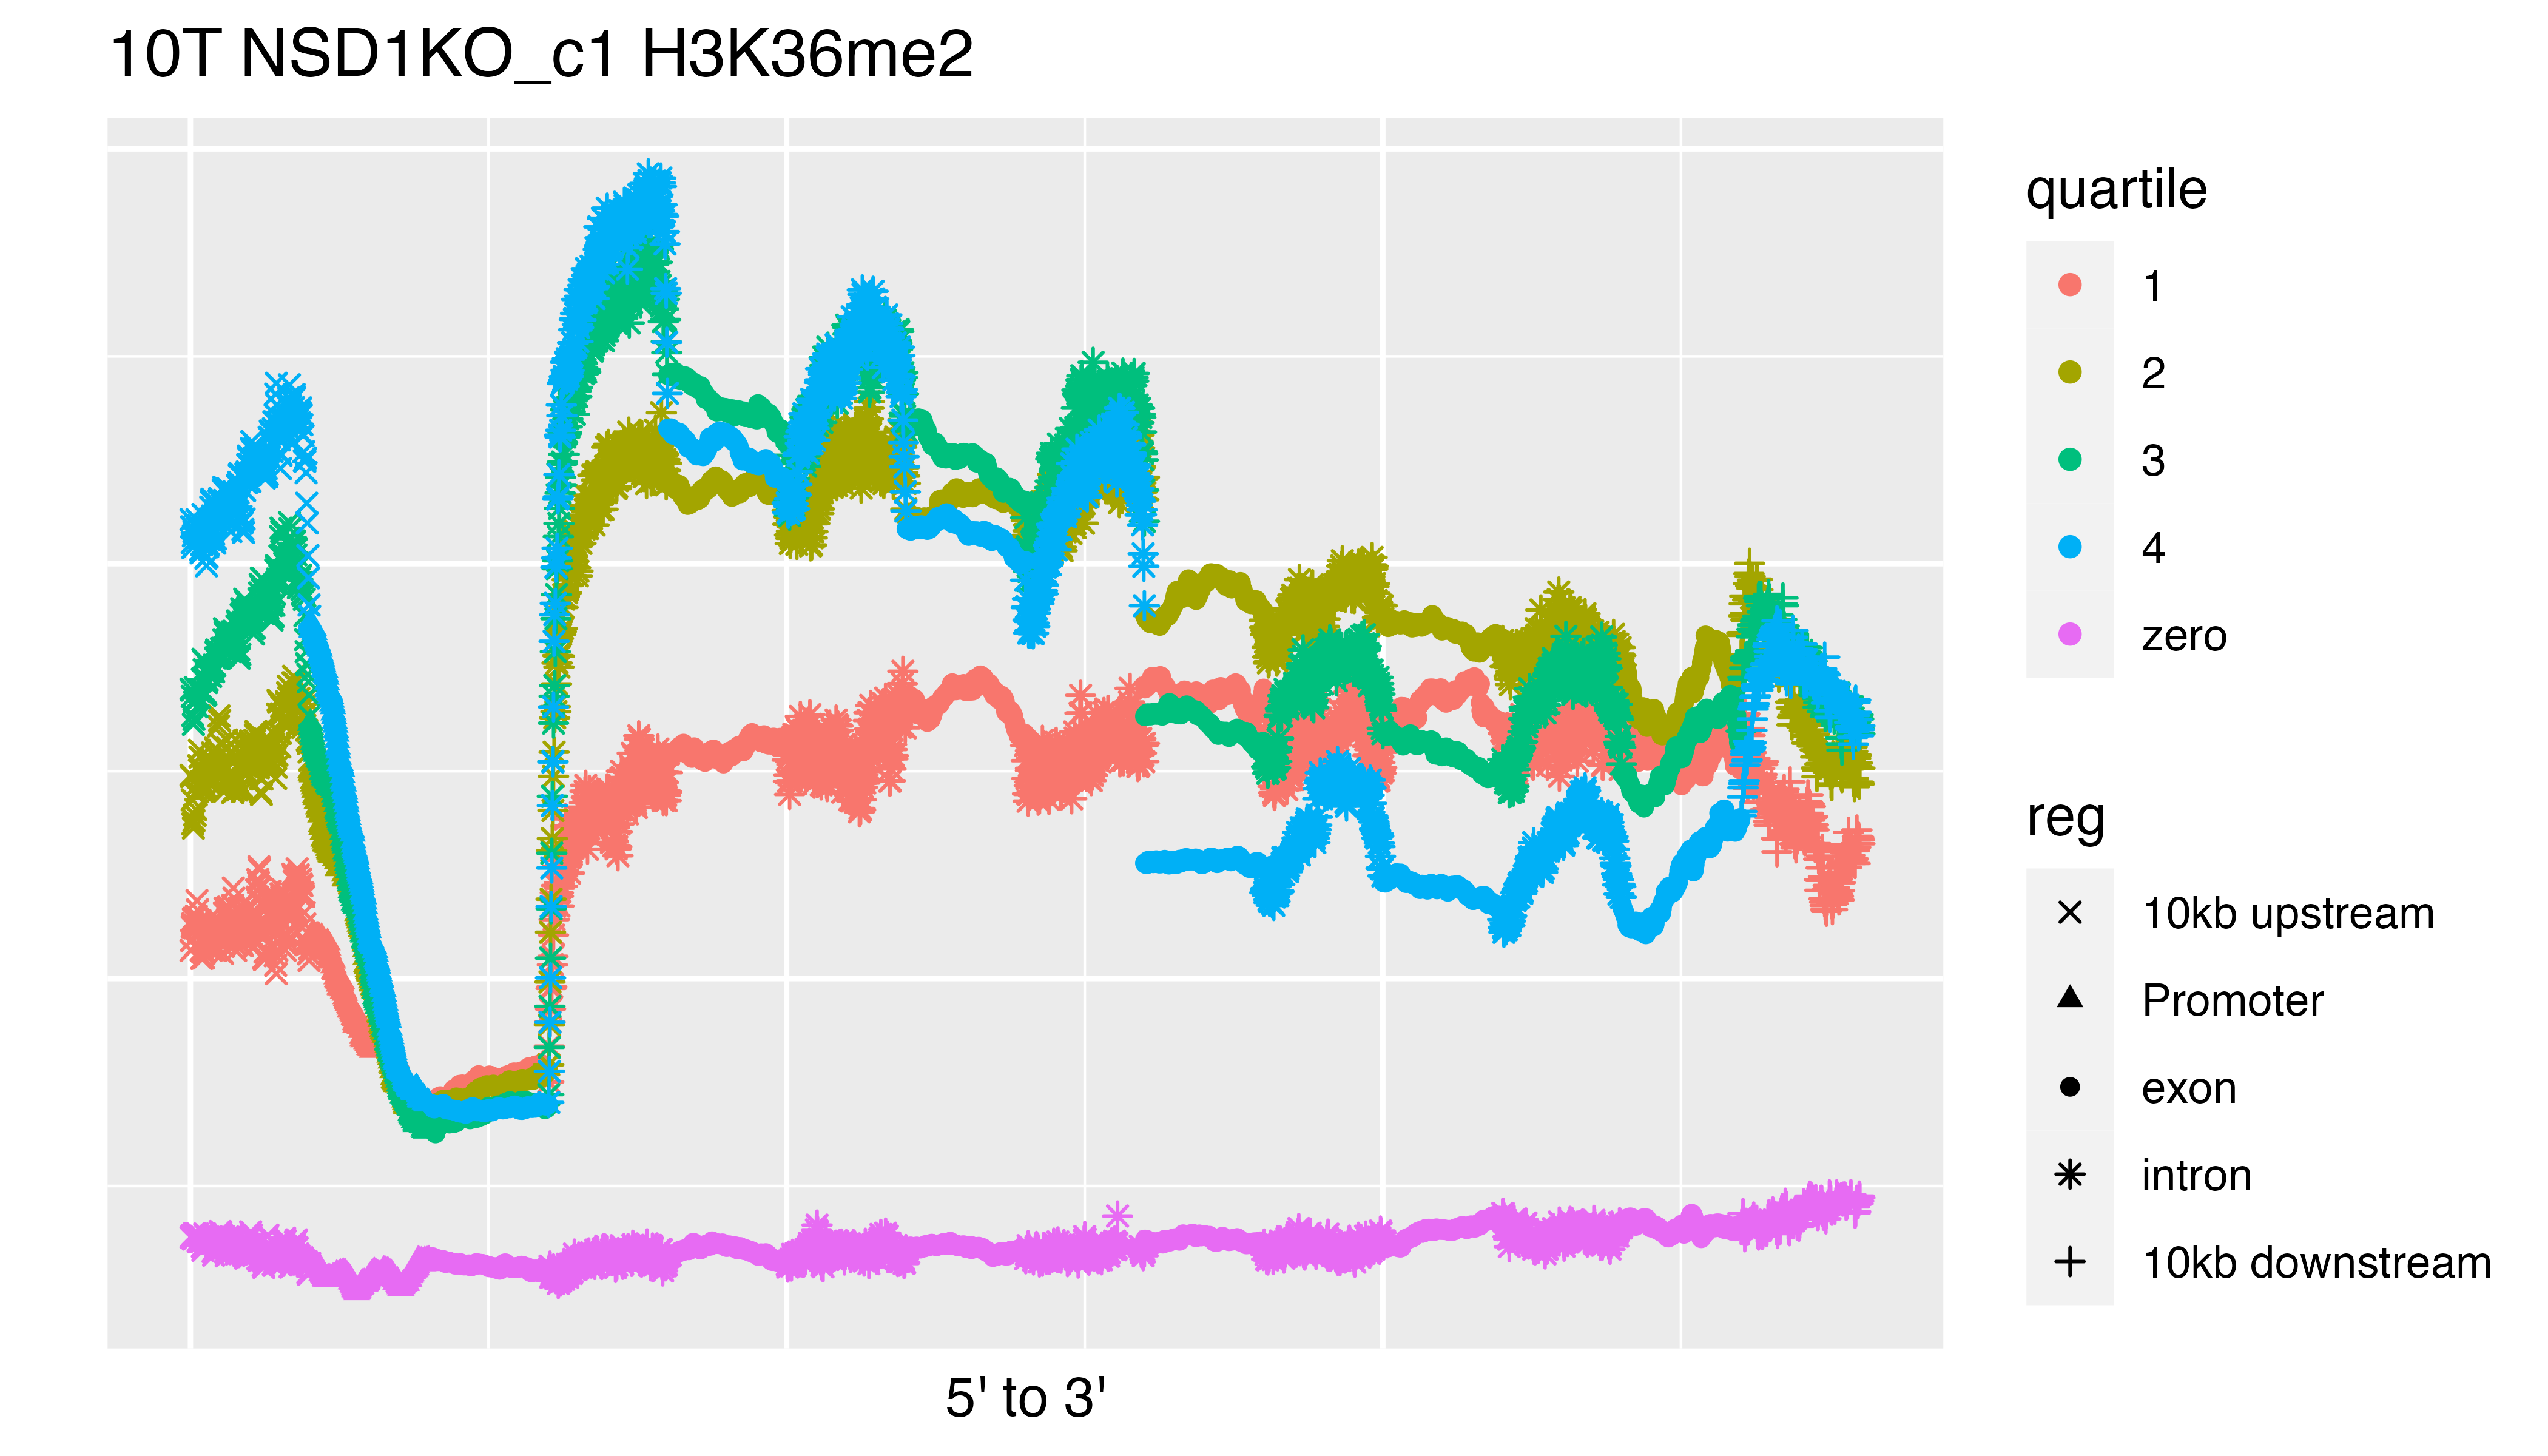 10T NSD1KO_c1 H3K36me2
quartile
1
2
3
4
zero
reg
10kb upstream
Promoter
exon
intron
10kb downstream
5' to 3'